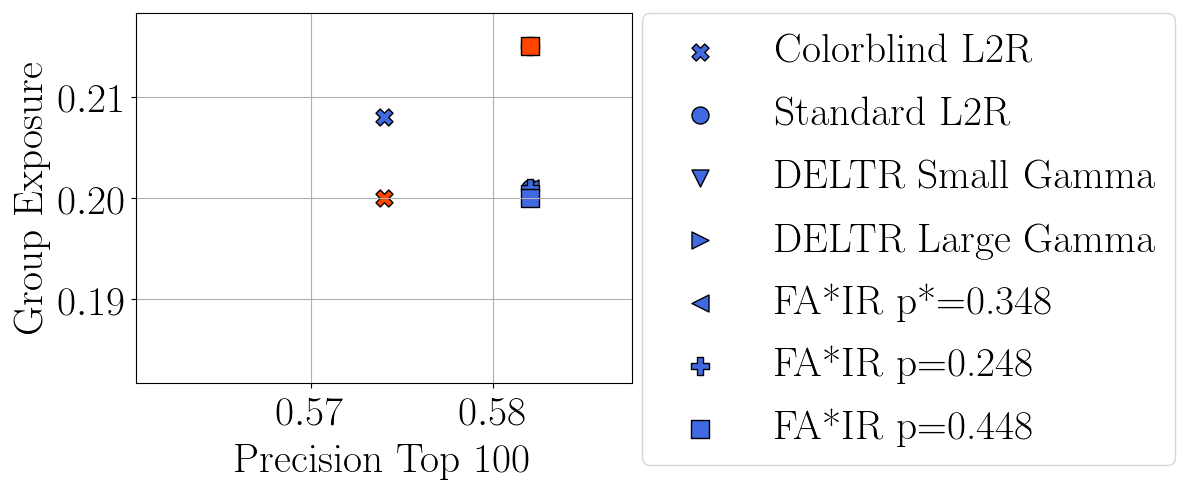 Group Exposure
0.21
0.20
0.19
0.57
0.58
Precision Top 100
Colorblind L2R
Standard L2R
DELTR Small Gamma
DELTR Large Gamma
FA*IR p*=0.348
FA*IR p=0.248
FA*IR p=0.448